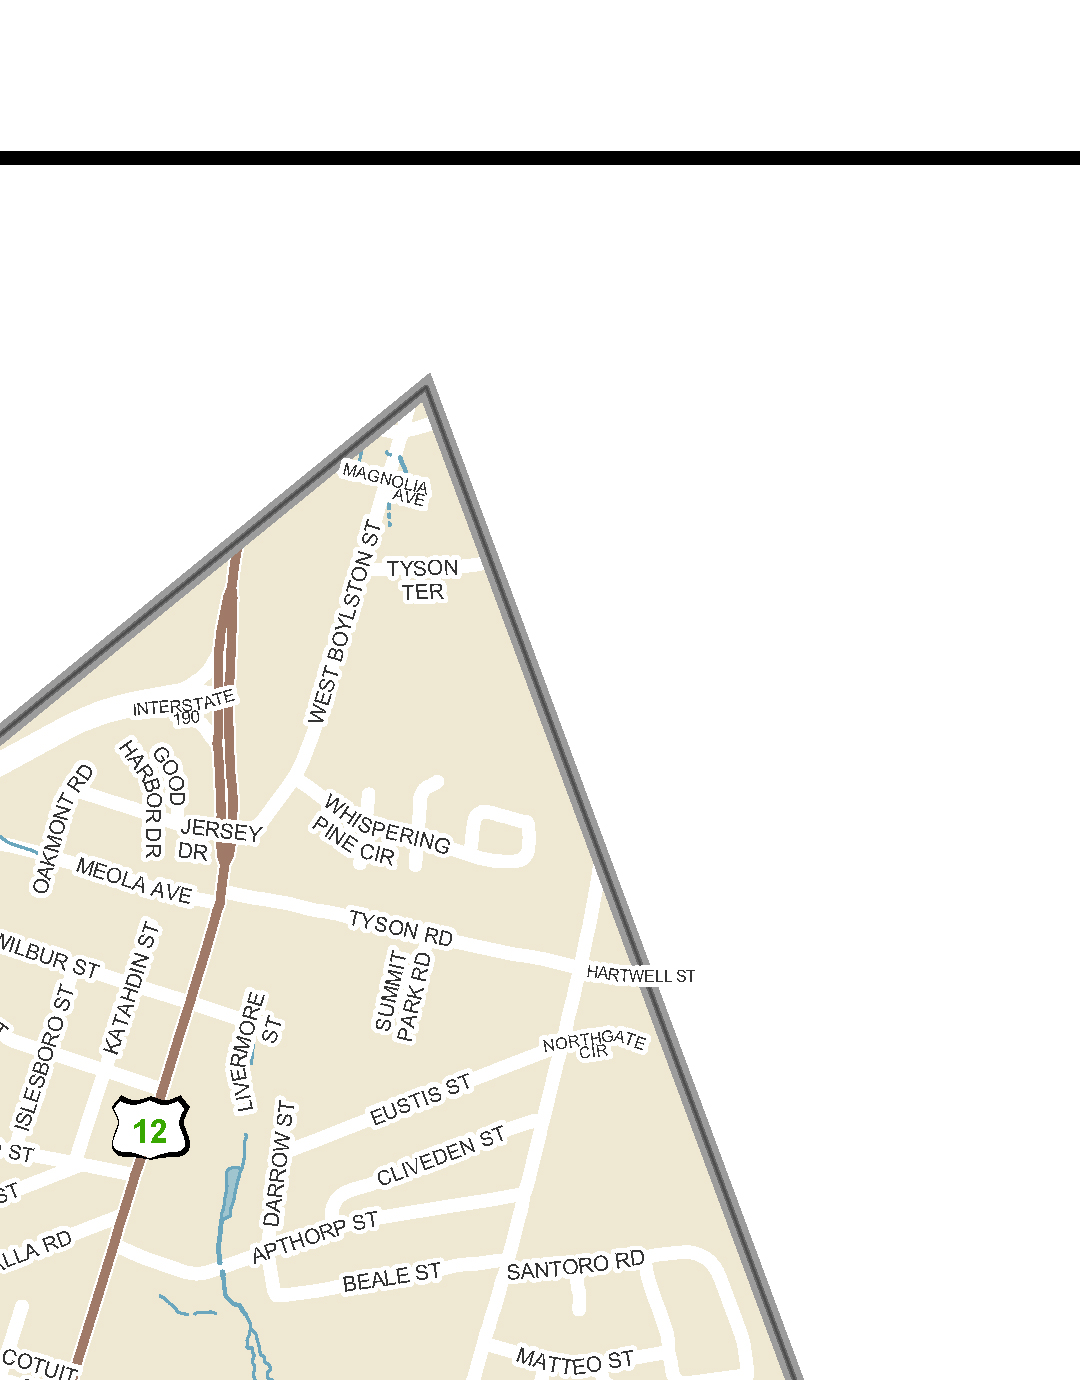 MAGNOLIA
AVE
TYSON
TER
WEST BOYLSTON ST
INTERSTATE
190
GOOD
HARBOR DR
OAKMONT RD
JERSEY
DR
WHISPERING
PINE CIR
MEOLA AVE
TYSON RD
WILBUR ST
KATAHDIN ST
SUMMIT
PARK RD
HARTWELL ST
ISLESBORO ST
LIVERMORE
ST
NORTHGATE
CIR
EUSTIS ST
12
DARROW ST
CLIVEDEN ST
ST
ST
APTHORP ST
ALLA RD
BEALE ST
SANTORO RD
COTUIT
MATTEO ST